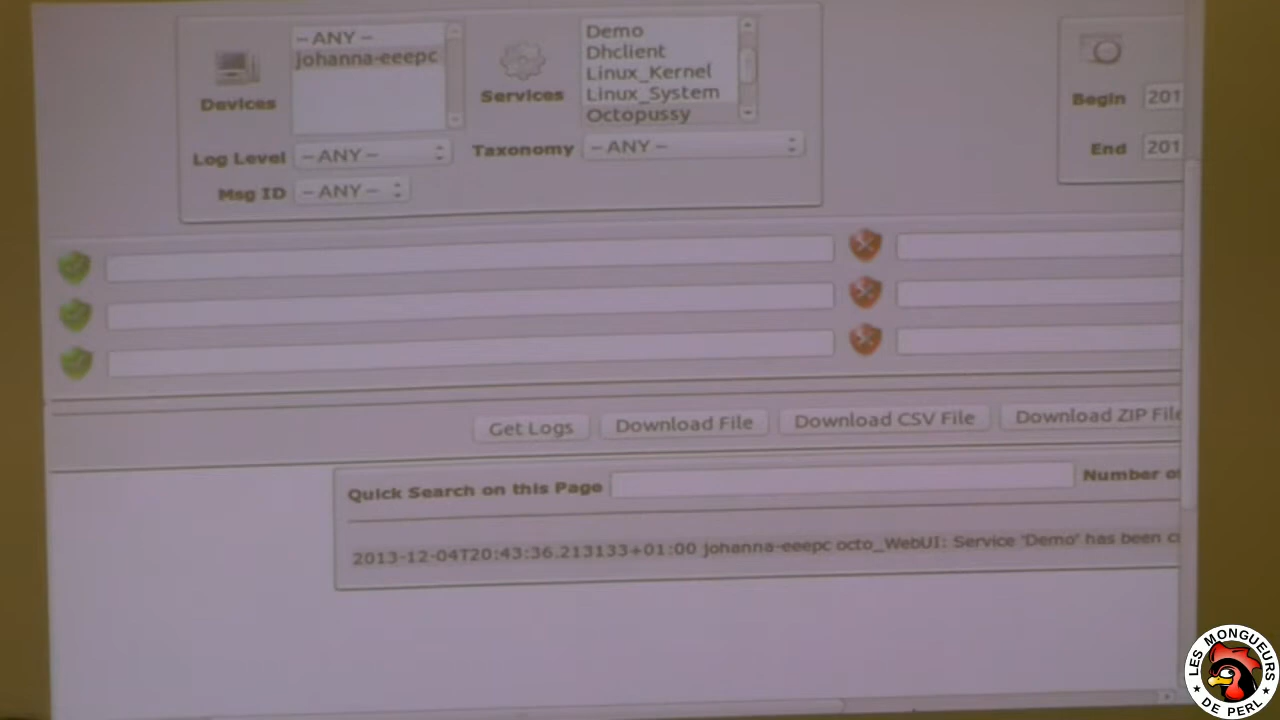 -- ANY --
johanna-eeepc
Devices
Services
Demo
Dhclient
Linux_Kernel
Linux_System
Octopussy
Begin 201
Log Level -- ANY --
Taxonomy -- ANY --
End 201
Msg ID -- ANY --
Get Logs
Download File
Download CSV File
Download ZIP File
Quick Search on this Page
Number of
2013-12-04T20:43:36.213133+01:00 johanna-eeepc octo_WebUI: Service 'Demo' has been
LES MONGUEURS
DE PERL